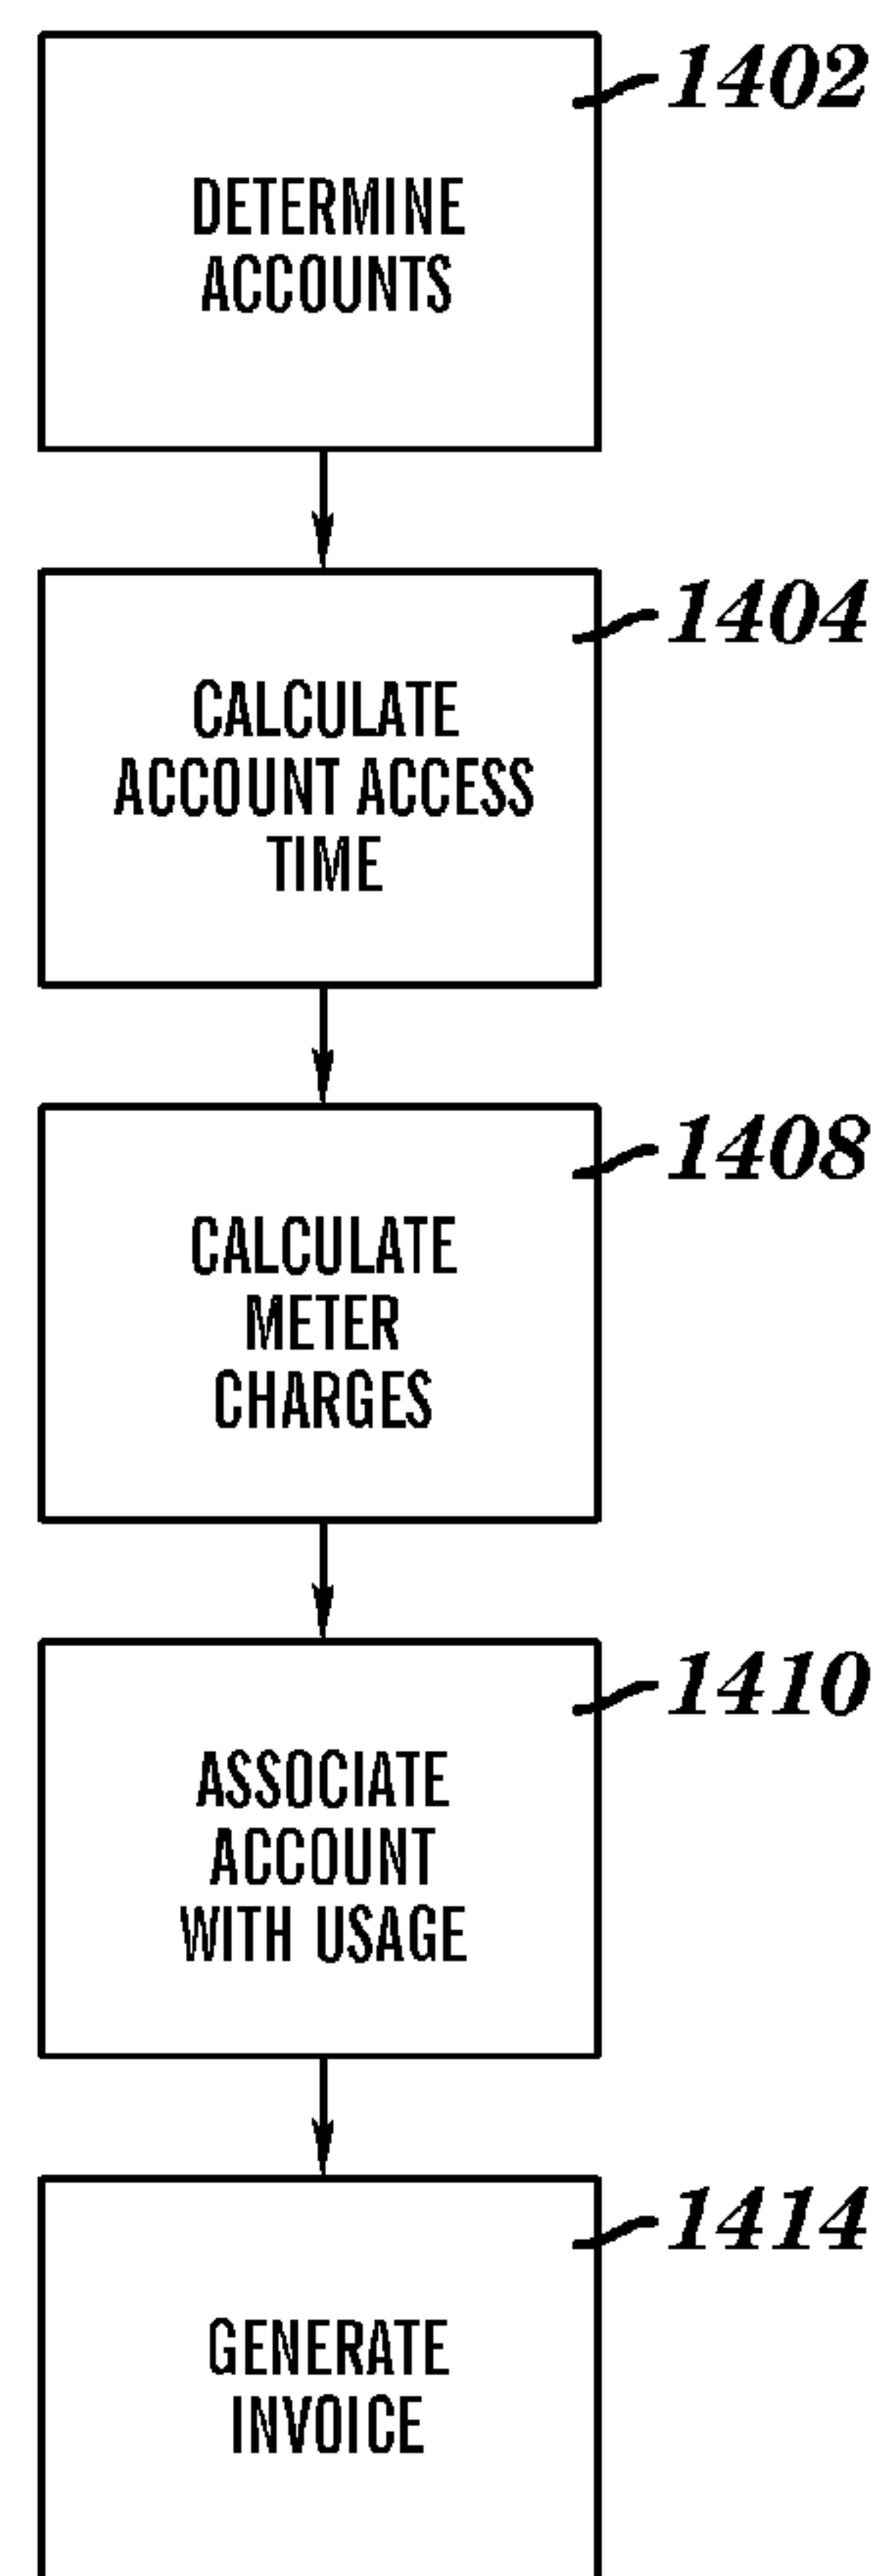 1402
DETERMINE
ACCOUNTS
1404
CALCULATE
ACCOUNT ACCESS
TIME
1408
CALCULATE
METER
CHARGES
1410
ASSOCIATE
ACCOUNT
WITH USAGE
1414
GENERATE
INVOICE